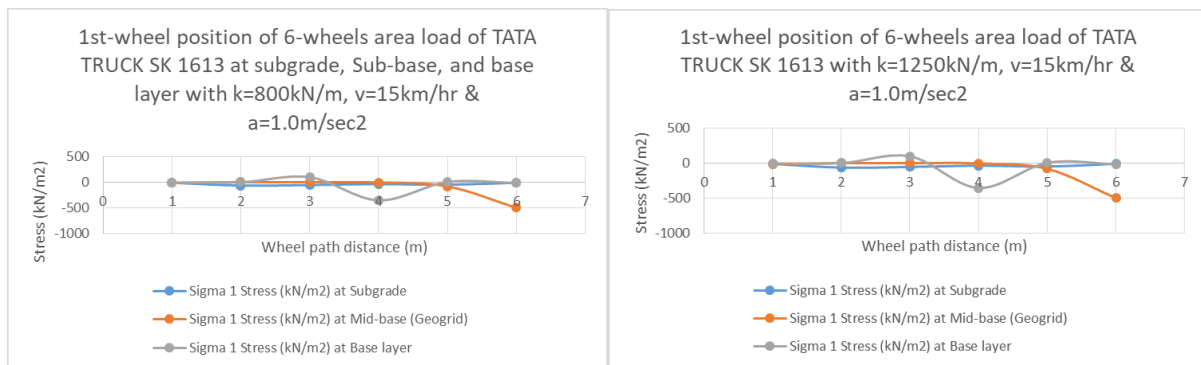 1st-wheel position of 6-wheels area load of TATA
TRUCK SK 1613 at subgrade, Sub-base, and base
layer with k=800kN/m, v=15km/hr &
a=1.0m/sec2
Stress (kN/m2)
500
0
-500
-1000
0
1
2
3
4
5
6
7
Wheel path distance (m)
Sigma 1 Stress (kN/m2) at Subgrade
Sigma 1 Stress (kN/m2) at Mid-base (Geogrid)
Sigma 1 Stress (kN/m2) at Base layer
1st-wheel position of 6-wheels area load of TATA
TRUCK SK 1613 with k=1250kN/m, v=15km/hr &
a=1.0m/sec2
Stress (kN/m2)
500
0
-500
-1000
0
1
2
3
4
5
6
7
Wheel path distance (m)
Sigma 1 Stress (kN/m2) at Subgrade
Sigma 1 Stress (kN/m2) at Mid-base (Geogrid)
Sigma 1 Stress (kN/m2) at Base layer